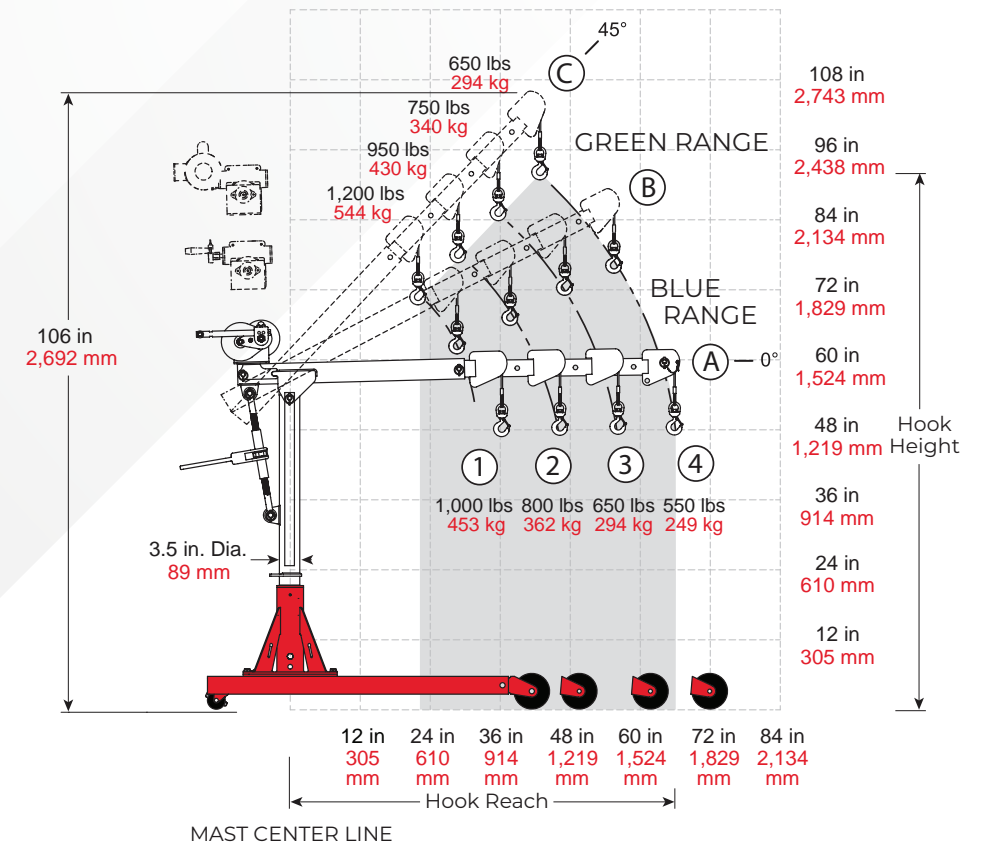 45°
650 lbs
294 kg
C
750 lbs
340 kg
950 lbs
430 kg
1,200 lbs
544 kg
GREEN RANGE
B
BLUE
RANGE
A
0°
106 in
2,692 mm
108 in
2,743 mm
96 in
2,438 mm
84 in
2,134 mm
72 in
1,829 mm
60 in
1,524 mm
48 in
1,219 mm
36 in
914 mm
24 in
610 mm
12 in
305 mm
Hook
Height
1
2
3
4
1,000 lbs
453 kg
800 lbs
362 kg
650 lbs
294 kg
550 lbs
249 kg
3.5 in. Dia.
89 mm
12 in
305
mm
24 in
610
mm
36 in
914
mm
48 in
1,219
mm
60 in
1,524
mm
72 in
1,829
mm
84 in
2,134
mm
Hook Reach
MAST CENTER LINE